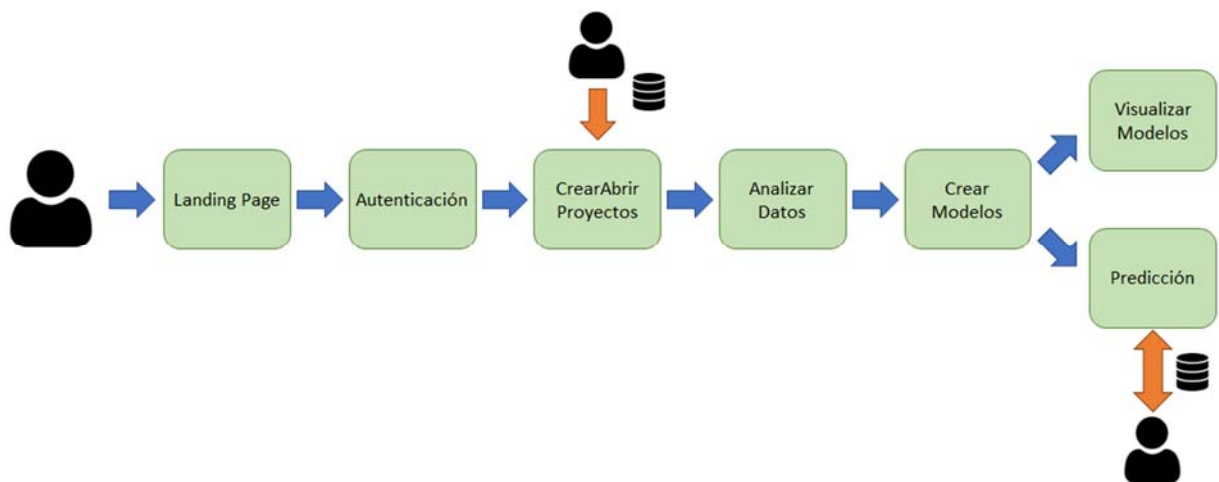 Landing Page
Autenticación
CrearAbrir
Proyectos
Analizar
Datos
Crear
Modelos
Visualizar
Modelos
Predicción